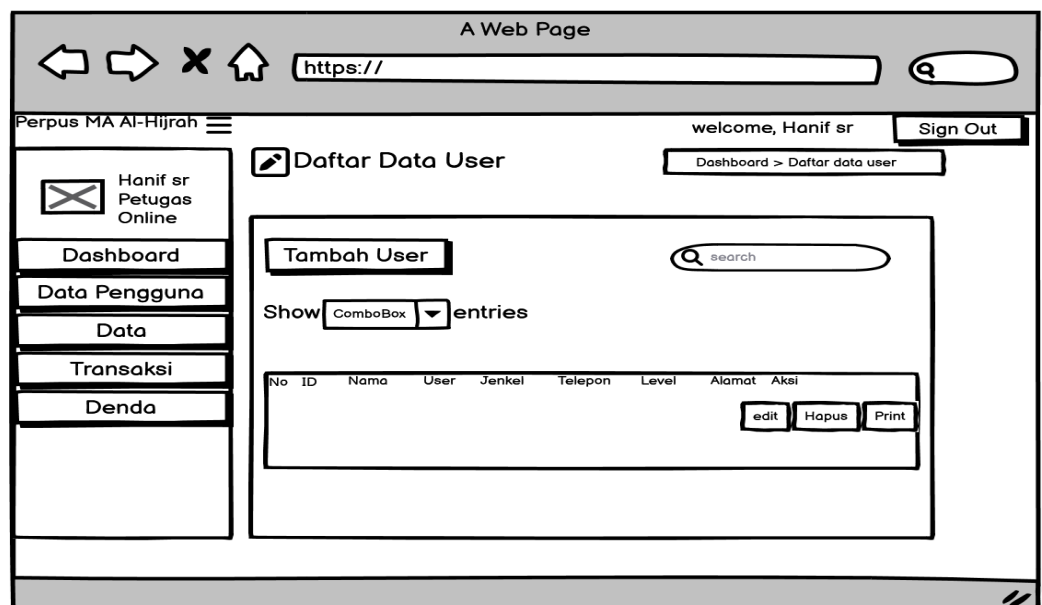 A Web Page
https://
Perpus MA Al-Hijrah
welcome, Hanif sr
Sign Out
Daftar Data User
Dashboard > Daftar data user
Hanif sr
Petugas
Online
Dashboard
Data Pengguna
Data
Transaksi
Denda
Tambah User
search
Show ComboBox entries
No ID Nama User Jenkel Telepon Level Alamat Aksi
edit Hapus Print